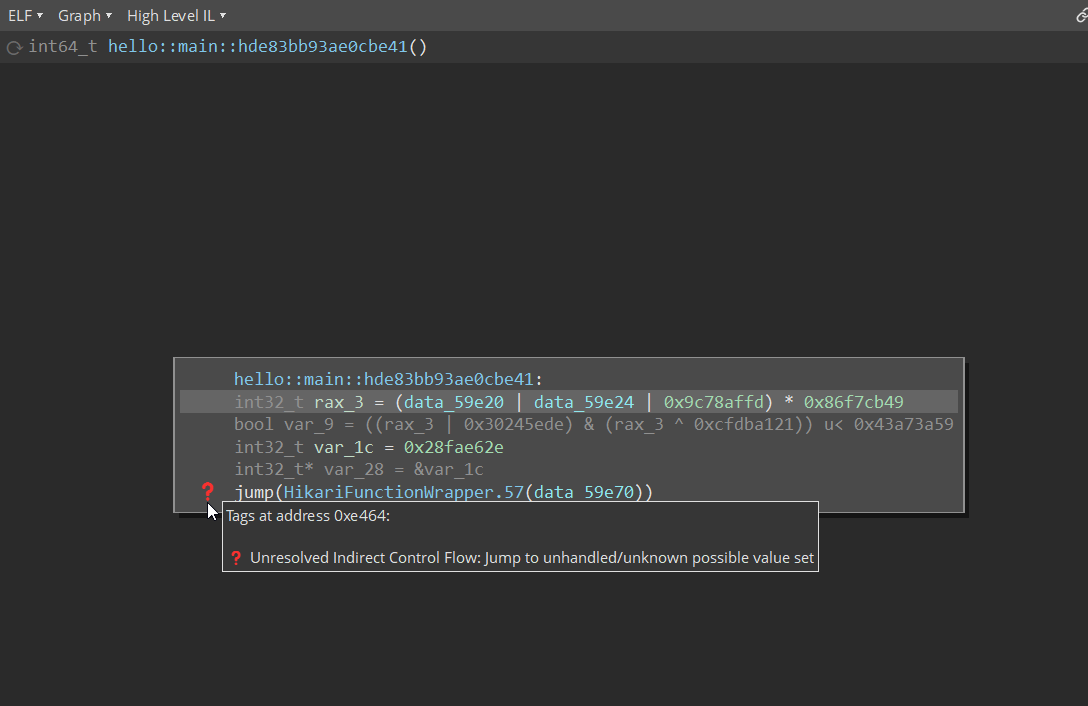 ELF ▾ Graph ▾ High Level IL ▾
int64_t hello::main::hde83bb93ae0cbe41()
hello::main::hde83bb93ae0cbe41:
int32_t rax_3 = (data_59e20 | data_59e24 | 0x9c78affd) * 0x86f7cb49
bool var_9 = ((rax_3 | 0x30245ede) & (rax_3 ^ 0xcfdba121)) u< 0x43a73a59
int32_t var_1c = 0x28fae62e
int32_t* var_28 = &var_1c
❓ jump(HikariFunctionWrapper.57(data_59e70))
Tags at address 0xe464:
❓ Unresolved Indirect Control Flow: Jump to unhandled/unknown possible value set